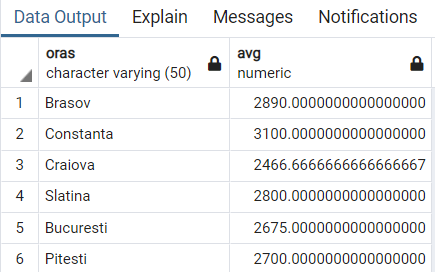 Data Output Explain Messages Notifications
oras avg
character varying (50) numeric
1 Brasov 2890.0000000000000000
2 Constanta 3100.0000000000000000
3 Craiova 2466.6666666666666667
4 Slatina 2800.0000000000000000
5 Bucuresti 2675.0000000000000000
6 Pitesti 2700.0000000000000000